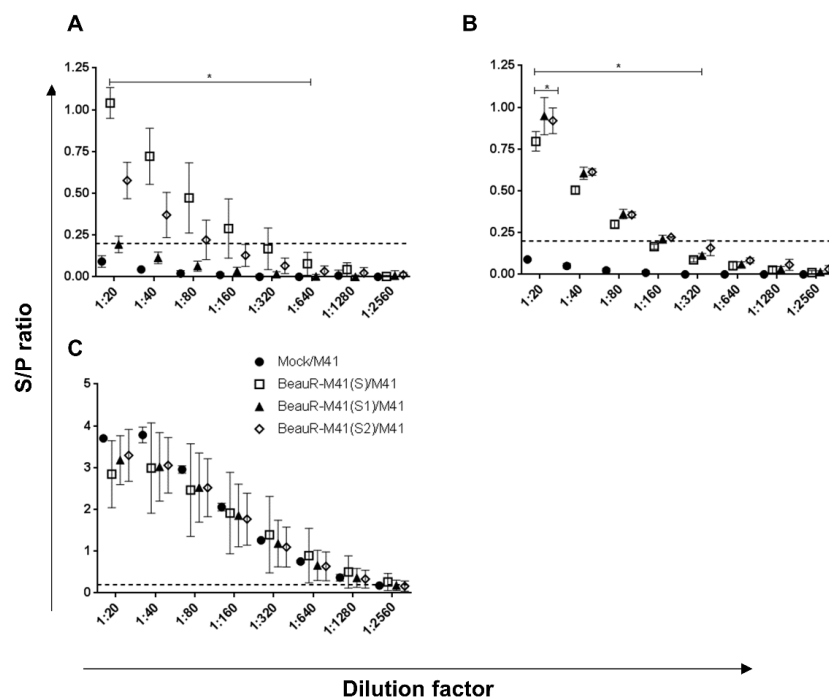 A
1.25
1.00
0.75
0.50
0.25
0.00
*
1:20 1:40 1:80 1:160 1:320 1:640 1:1280 1:2560
B
1.25
1.00
0.75
0.50
0.25
0.00
*
*
1:20 1:40 1:80 1:160 1:320 1:640 1:1280 1:2560
S/P ratio
C
5
4
3
2
1
0
Mock/M41
BeauR-M41(S)/M41
BeauR-M41(S1)/M41
BeauR-M41(S2)/M41
1:20 1:40 1:80 1:160 1:320 1:640 1:1280 1:2560
Dilution factor